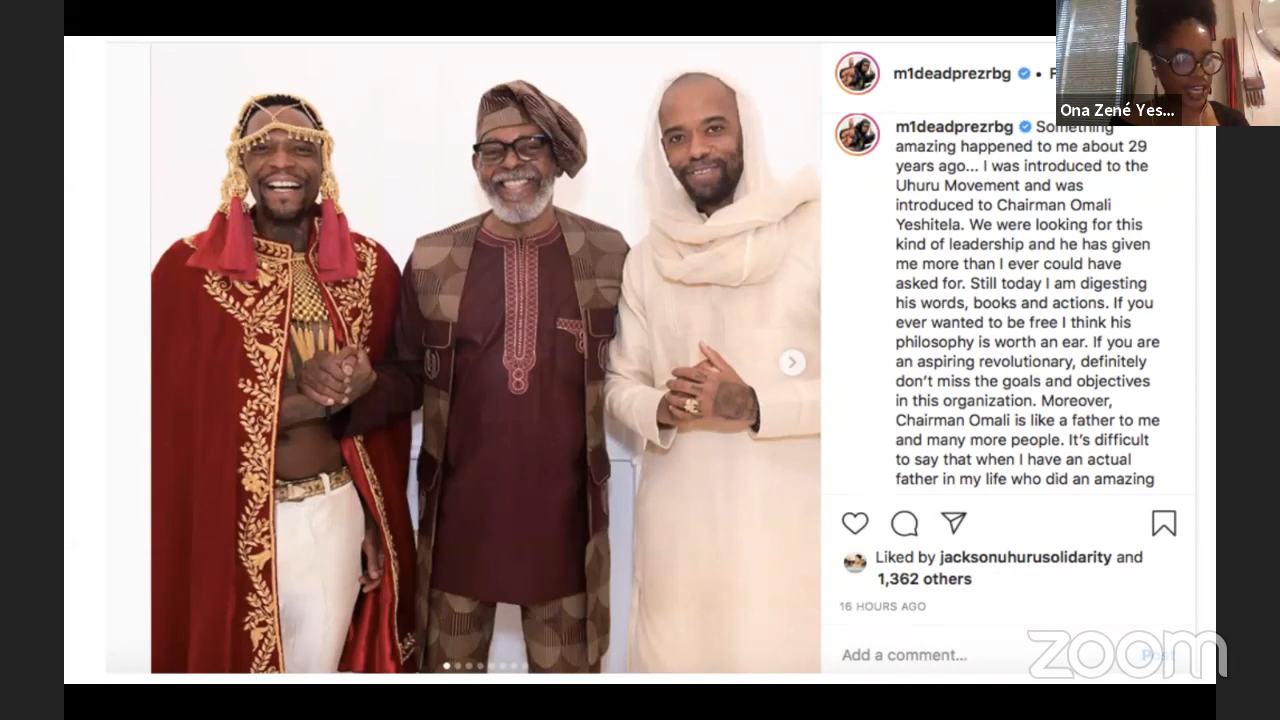 m1deadprezrbg •
Ona Zené Yes...
m1deadprezrbg Something
amazing happened to me about 29
years ago... I was introduced to the
Uhuru Movement and was
introduced to Chairman Omali
Yeshitela. We were looking for this
kind of leadership and he has given
me more than I ever could have
asked for. Still today I am digesting
his words, books and actions. If you
ever wanted to be free I think his
philosophy is worth an ear. If you are
an aspiring revolutionary, definitely
don't miss the goals and objectives
in this organization. Moreover,
Chairman Omali is like a father to me
and many more people. It's difficult
to say that when I have an actual
father in my life who did an amazing
Liked by jacksonuhurusolidarity and
1,362 others
16 HOURS AGO
Add a comment...
Post
zoom